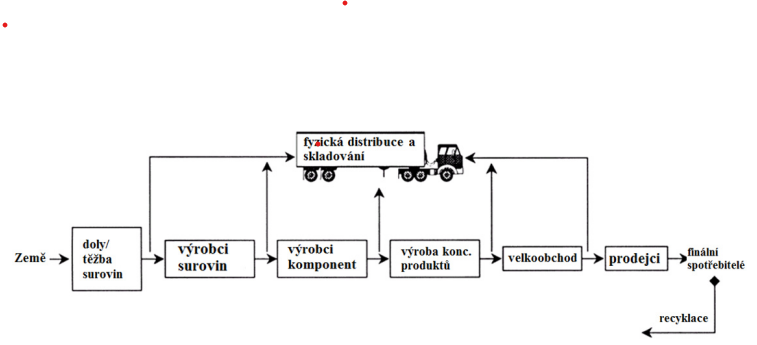 fyzická distribuce a
skladování
Země
doly/
těžba
surovin
výrobci
surovin
výrobci
komponent
výroba konc.
produktů
velkoobchod
prodejci
finální
spotřebitelé
recyklace